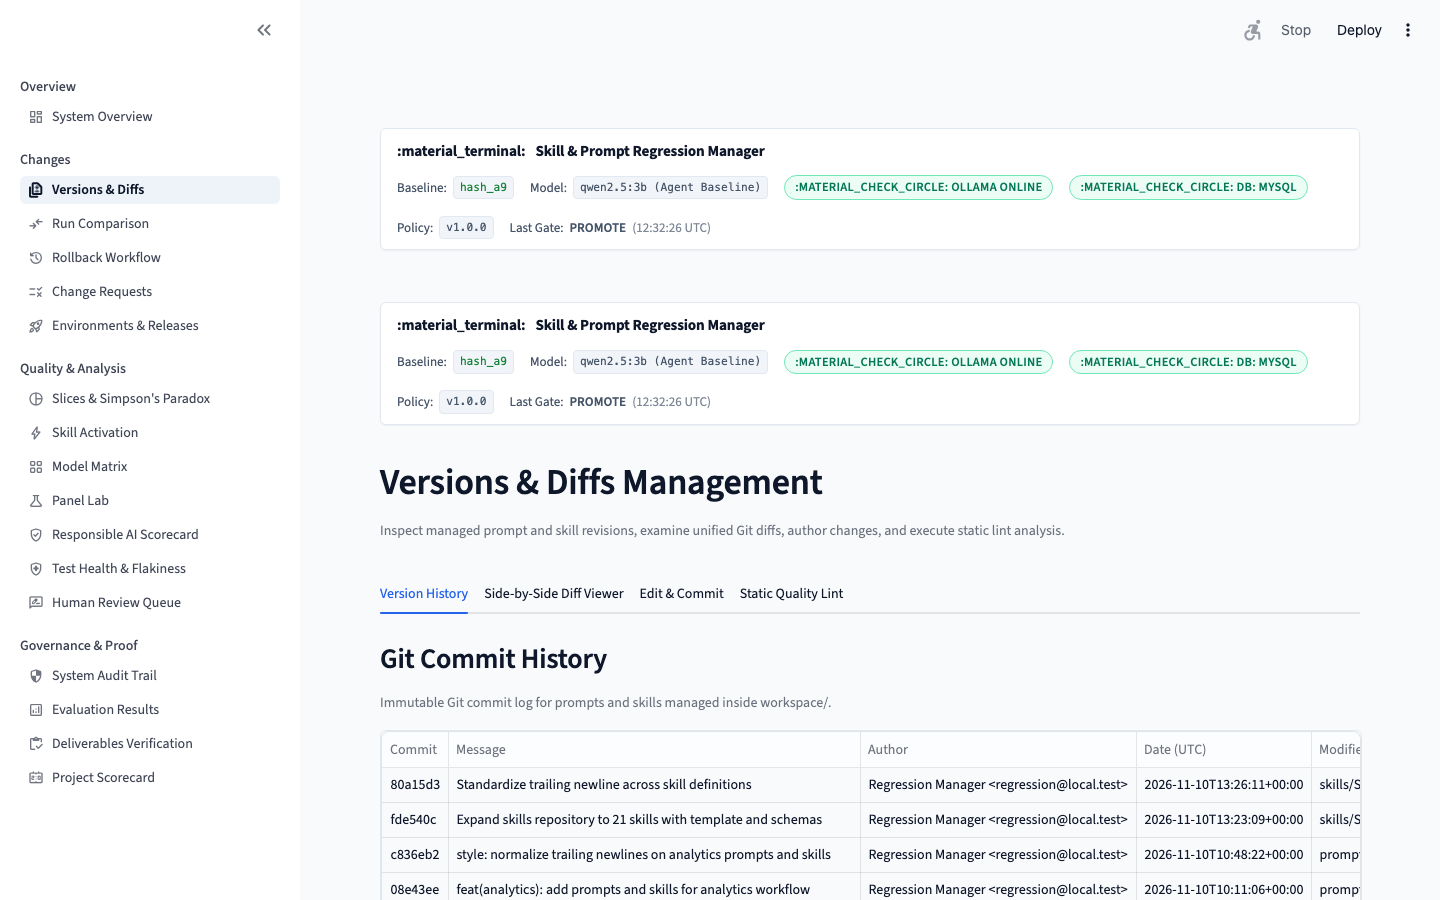 Stop
Deploy
Overview
System Overview
Changes
Versions & Diffs
Run Comparison
Rollback Workflow
Change Requests
Environments & Releases
Quality & Analysis
Slices & Simpson's Paradox
Skill Activation
Model Matrix
Panel Lab
Responsible AI Scorecard
Test Health & Flakiness
Human Review Queue
Governance & Proof
System Audit Trail
Evaluation Results
Deliverables Verification
Project Scorecard
:material_terminal: Skill & Prompt Regression Manager
Baseline: hash_a9 Model: qwen2.5:3b (Agent Baseline) :MATERIAL_CHECK_CIRCLE: OLLAMA ONLINE :MATERIAL_CHECK_CIRCLE: DB: MYSQL
Policy: v1.0.0 Last Gate: PROMOTE (12:32:26 UTC)
:material_terminal: Skill & Prompt Regression Manager
Baseline: hash_a9 Model: qwen2.5:3b (Agent Baseline) :MATERIAL_CHECK_CIRCLE: OLLAMA ONLINE :MATERIAL_CHECK_CIRCLE: DB: MYSQL
Policy: v1.0.0 Last Gate: PROMOTE (12:32:26 UTC)
Versions & Diffs Management
Inspect managed prompt and skill revisions, examine unified Git diffs, author changes, and execute static lint analysis.
Version History Side-by-Side Diff Viewer Edit & Commit Static Quality Lint
Git Commit History
Immutable Git commit log for prompts and skills managed inside workspace/.
Commit Message Author Date (UTC) Modifie
80a15d3 Standardize trailing newline across skill definitions Regression Manager <regression@local.test> 2026-11-10T13:26:11+00:00 skills/S
fde540c Expand skills repository to 21 skills with template and schemas Regression Manager <regression@local.test> 2026-11-10T13:23:09+00:00 skills/S
c836eb2 style: normalize trailing newlines on analytics prompts and skills Regression Manager <regression@local.test> 2026-11-10T10:48:22+00:00 promp
08e43ee feat(analytics): add prompts and skills for analytics workflow Regression Manager <regression@local.test> 2026-11-10T10:11:06+00:00 promp